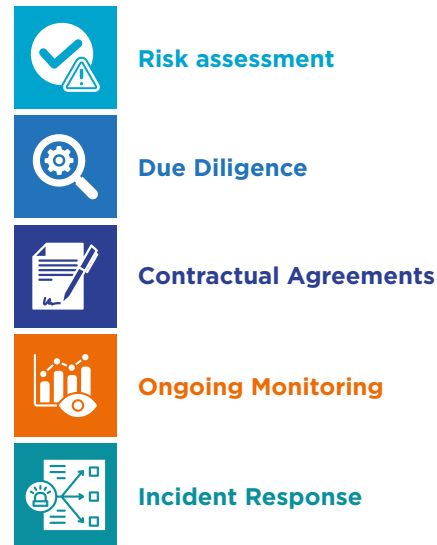 Risk assessment
Due Diligence
Contractual Agreements
Ongoing Monitoring
Incident Response